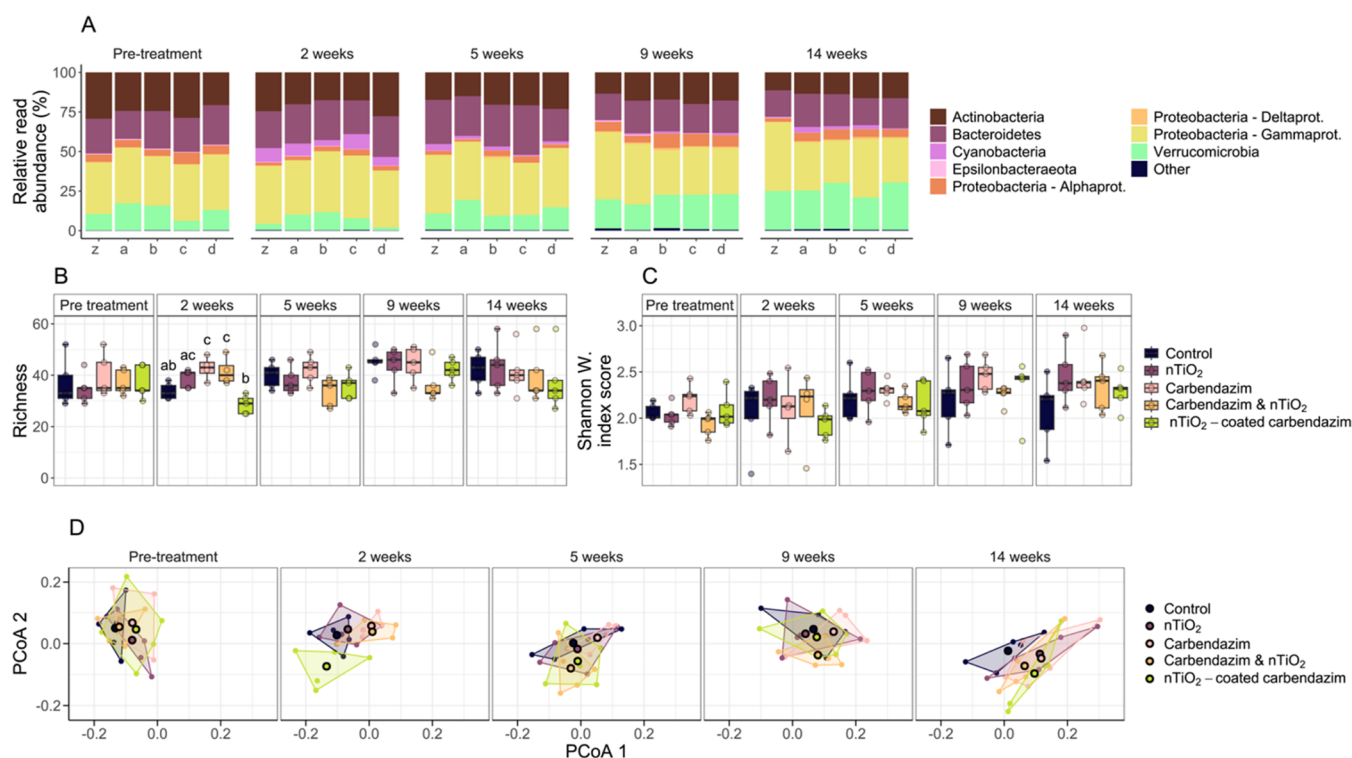 A
Pre-treatment 2 weeks 5 weeks 9 weeks 14 weeks
Relative read
abundance (%)
100
75
50
25
0
z a b c d z a b c d z a b c d z a b c d z a b c d
Actinobacteria
Bacteroidetes
Cyanobacteria
Epsilonbacteraeota
Proteobacteria - Alphaprot.
Proteobacteria - Deltaprot.
Proteobacteria - Gammaprot.
Verrucomicrobia
Other
B
Pre treatment 2 weeks 5 weeks 9 weeks 14 weeks
Richness
60
40
20
0
ab ac c c b
C
Pre treatment 2 weeks 5 weeks 9 weeks 14 weeks
Shannon W.
index score
3.0
2.5
2.0
1.5
Control
nTiO₂
Carbendazim
Carbendazim & nTiO₂
nTiO₂ – coated carbendazim
D
Pre-treatment 2 weeks 5 weeks 9 weeks 14 weeks
PCoA 2
0.2
0.0
-0.2
-0.2 0.0 0.2 -0.2 0.0 0.2 -0.2 0.0 0.2 -0.2 0.0 0.2 -0.2 0.0 0.2
PCoA 1
Control
nTiO₂
Carbendazim
Carbendazim & nTiO₂
nTiO₂ – coated carbendazim